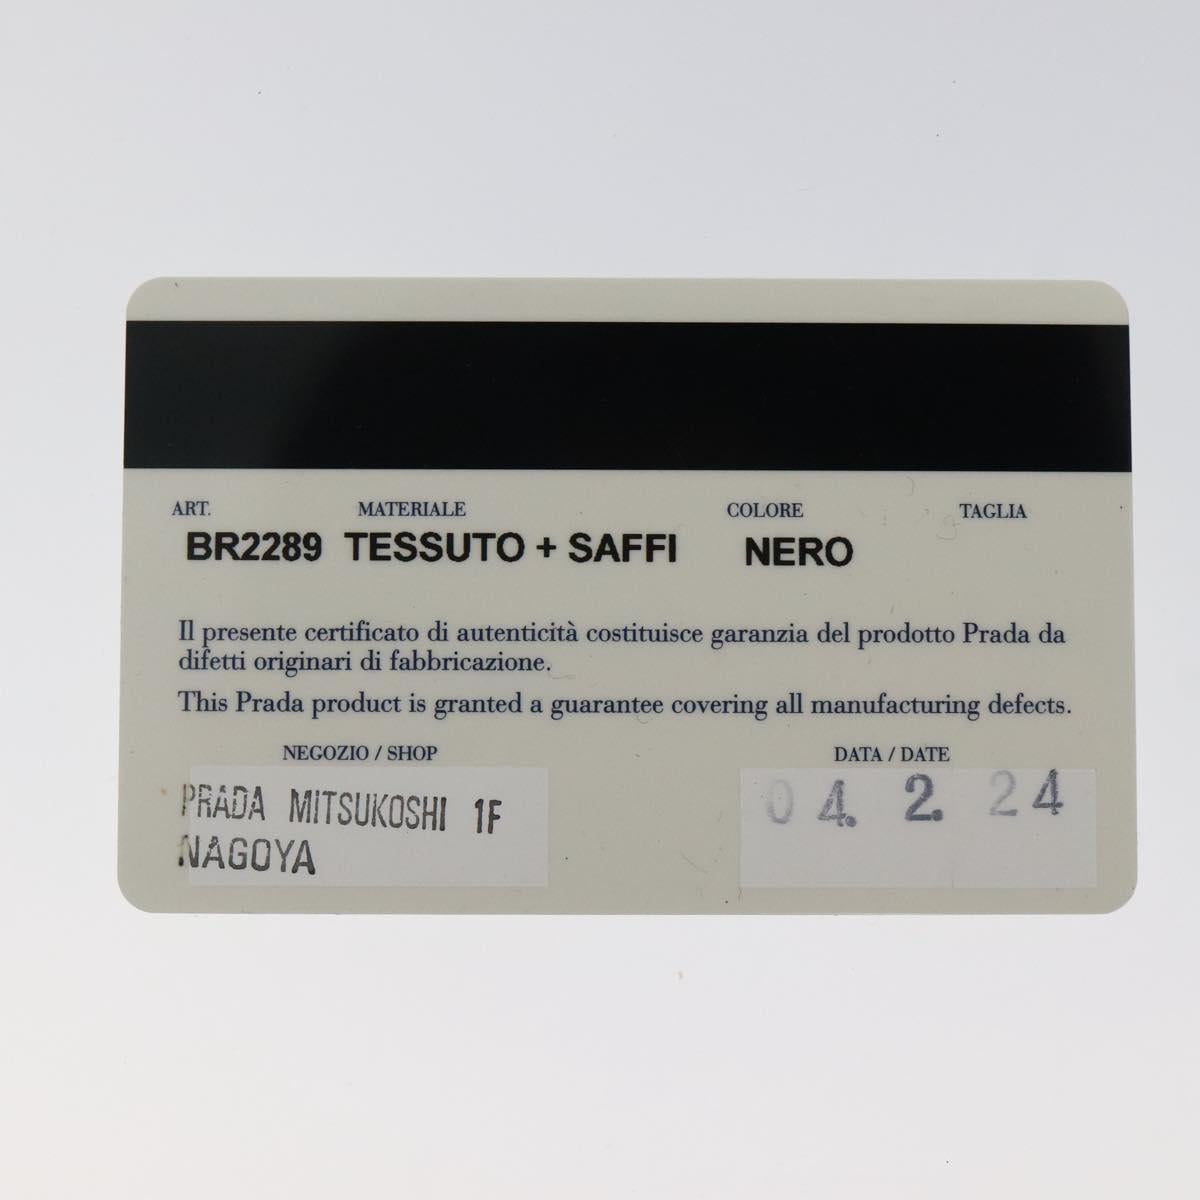 ART. MATERIALE COLORE TAGLIA
BR2289 TESSUTO + SAFFI NERO
Il presente certificato di autenticità costituisce garanzia del prodotto Prada da
difetti originari di fabbricazione.
This Prada product is granted a guarantee covering all manufacturing defects.
NEGOZIO / SHOP DATA / DATE
PRADA MITSUKOSHI 1F 04. 2. 24
NAGOYA